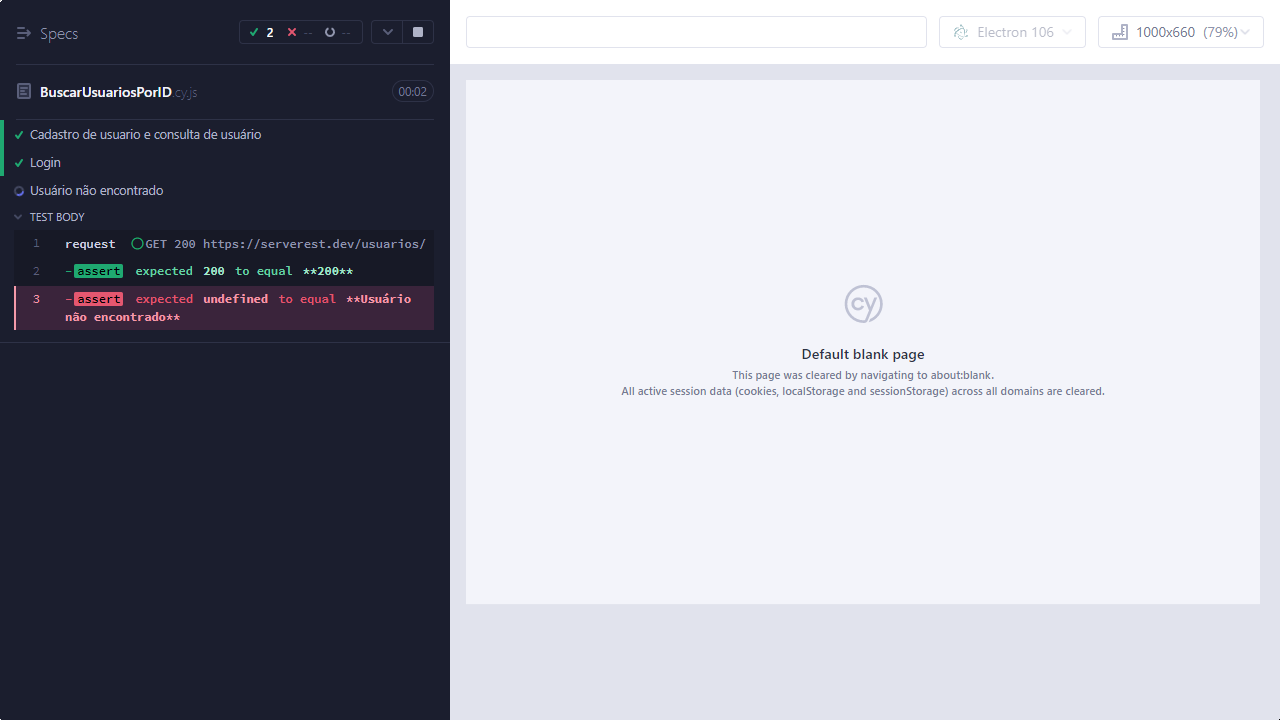 Specs
2 -- --
BuscarUsuariosPorID.cy.js 00:02
Cadastro de usuario e consulta de usuário
Login
Usuário não encontrado
TEST BODY
1 request GET 200 https://serverest.dev/usuarios/
2 -assert expected 200 to equal **200**
3 -assert expected undefined to equal **Usuário
não encontrado**
Electron 106
1000x660 (79%)
cy
Default blank page
This page was cleared by navigating to about:blank.
All active session data (cookies, localStorage and sessionStorage) across all domains are cleared.